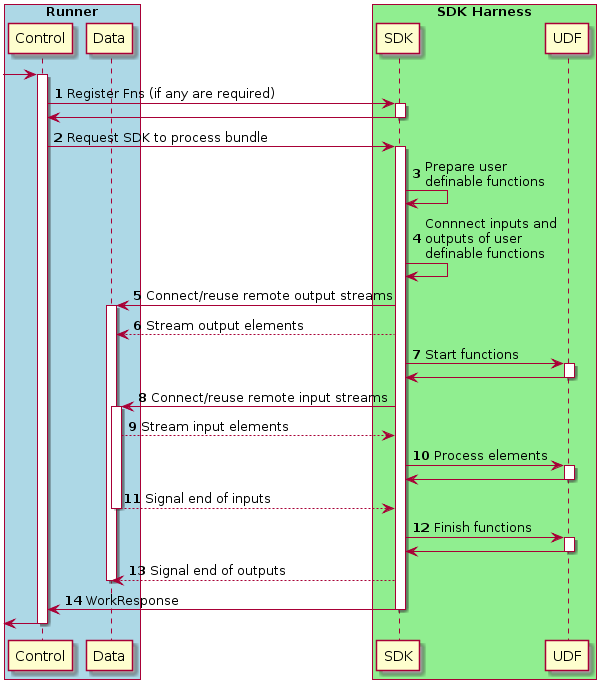 Runner
SDK Harness
Control
Data
SDK
UDF
1 Register Fns (if any are required)
2 Request SDK to process bundle
3 Prepare user
definable functions
4 Connnect inputs and
outputs of user
definable functions
5 Connect/reuse remote output streams
6 Stream output elements
7 Start functions
8 Connect/reuse remote input streams
9 Stream input elements
10 Process elements
11 Signal end of inputs
12 Finish functions
13 Signal end of outputs
14 WorkResponse
Control
Data
SDK
UDF